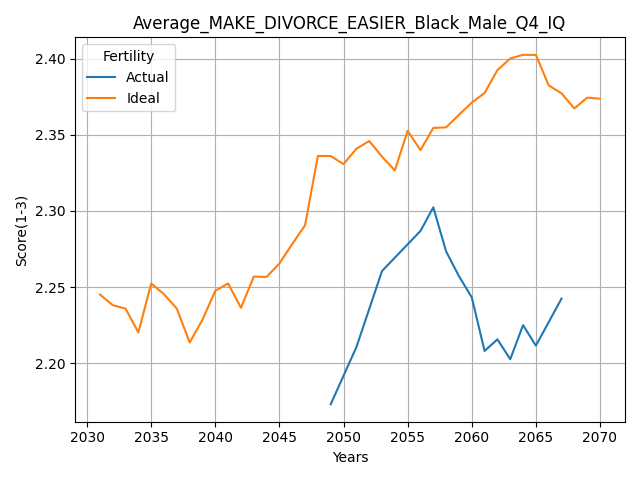 Average_MAKE_DIVORCE_EASIER_Black_Male_Q4_IQ
Fertility
Actual
Ideal
Score(1-3)
2.40
2.35
2.30
2.25
2.20
2030 2035 2040 2045 2050 2055 2060 2065 2070
Years